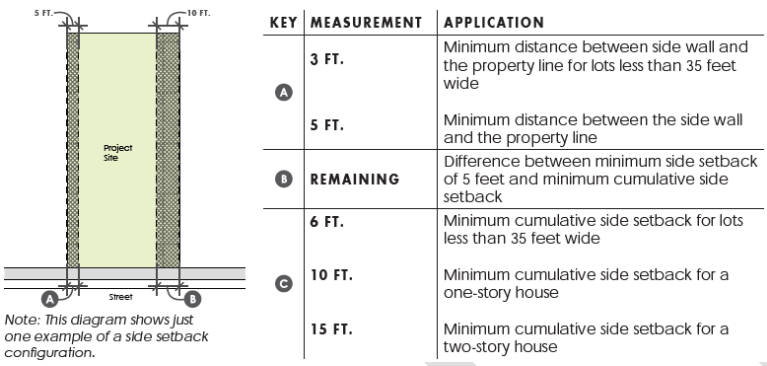 5 FT.
10 FT.
Project
Site
A
Street
B
Note: This diagram shows just
one example of a side setback
configuration.
KEY MEASUREMENT APPLICATION
A
3 FT.
Minimum distance between side wall and
the property line for lots less than 35 feet
wide
5 FT.
Minimum distance between the side wall
and the property line
B
REMAINING
Difference between minimum side setback
of 5 feet and minimum cumulative side
setback
C
6 FT.
Minimum cumulative side setback for lots
less than 35 feet wide
10 FT.
Minimum cumulative side setback for a
one-story house
15 FT.
Minimum cumulative side setback for a
two-story house